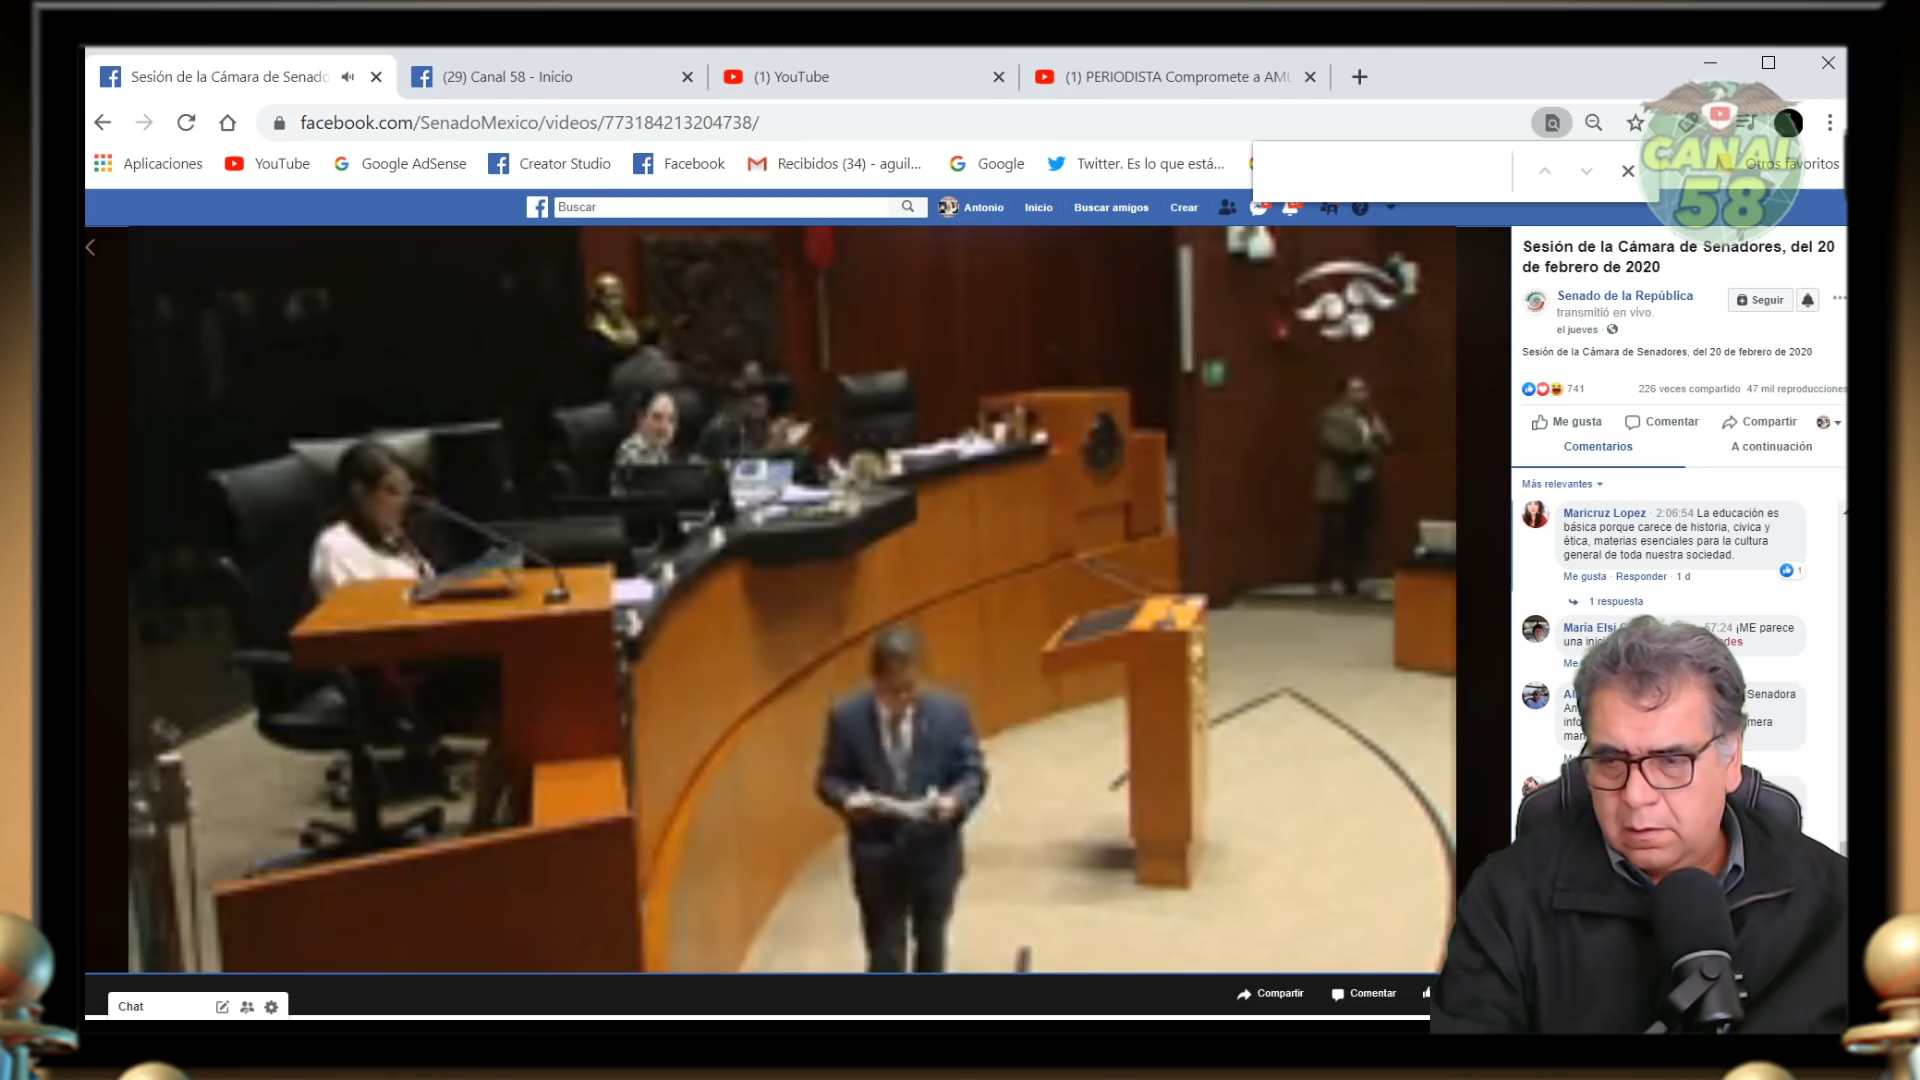 Sesión de la Cámara de Senado
(29) Canal 58 - Inicio
(1) YouTube
(1) PERIODISTA Compromete a AML
facebook.com/SenadoMexico/videos/773184213204738/
Aplicaciones
YouTube
Google AdSense
Creator Studio
Facebook
Recibidos (34) - aguil...
Google
Twitter. Es lo que está...
Otros favoritos
CANAL
58
Buscar
Antonio
Inicio
Buscar amigos
Crear
Sesión de la Cámara de Senadores, del 20
de febrero de 2020
Senado de la República
transmitió en vivo.
el jueves ·
Seguir
Sesión de la Cámara de Senadores, del 20 de febrero de 2020
741
226 veces compartido 47 mil reproducciones
Me gusta
Comentar
Compartir
Comentarios
A continuación
Más relevantes
Maricruz Lopez · 2:06:54 La educación es
básica porque carece de historia, civica y
ética, materias esenciales para la cultura
general de toda nuestra sociedad.
1
Me gusta · Responder · 1 d
1 respuesta
María Elsi
57:24 ¡ME parece
una
Me
Senadora
Compartir
Comentar
Chat